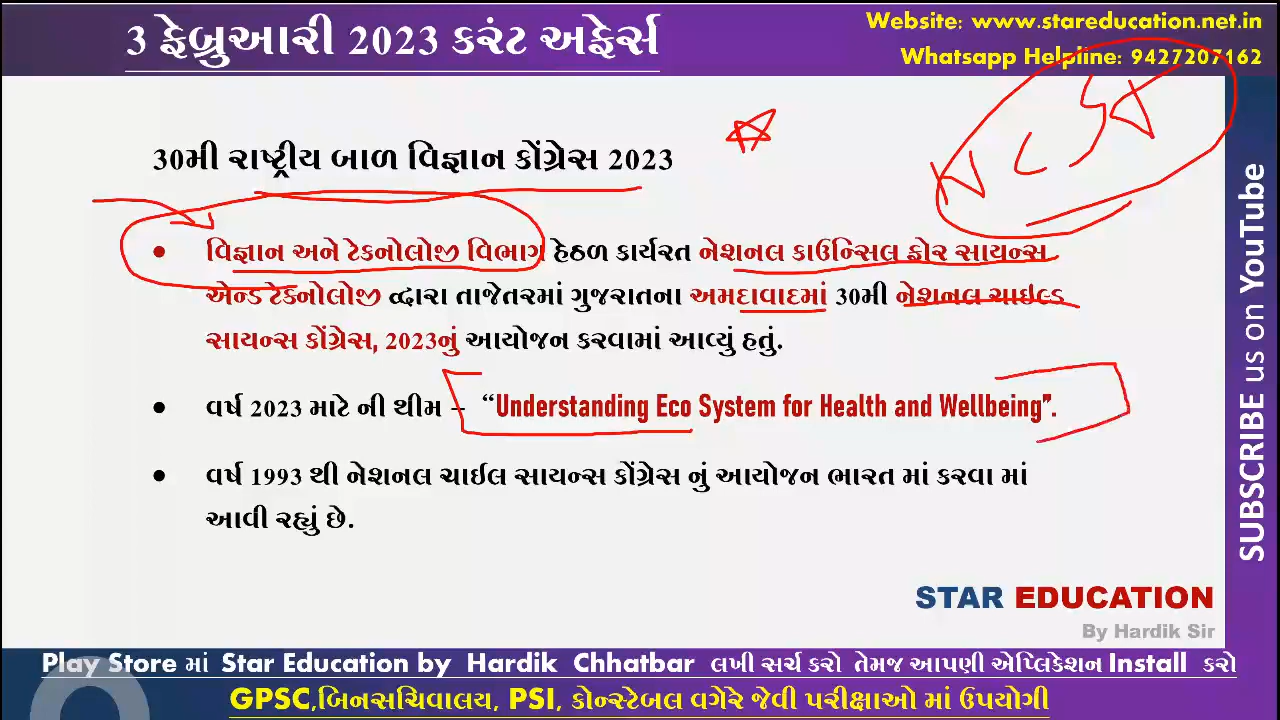 3 ફેબ્રુઆરી 2023 કરંટ અફેર્સ
Website: www.stareducation.net.in
Whatsapp Helpline: 9427207162
NCST
30મી રાષ્ટ્રીય બાળ વિજ્ઞાન કોંગ્રેસ 2023
• વિજ્ઞાન અને ટેકનોલોજી વિભાગ હેઠળ કાર્યરત નેશનલ કાઉન્સિલ ફોર સાયન્સ
એન્ડ ટેકનોલોજી વ્દારા તાજેતરમાં ગુજરાતના અમદાવાદમાં 30મી નેશનલ ચાઇલ્ડ
સાયન્સ કોંગ્રેસ, 2023નું આયોજન કરવામાં આવ્યું હતું.
• વર્ષ 2023 માટે ની થીમ – “Understanding Eco System for Health and Wellbeing”.
• વર્ષ 1993 થી નેશનલ ચાઇલ સાયન્સ કોંગ્રેસ નું આયોજન ભારત માં કરવા માં
આવી રહ્યું છે.
SUBSCRIBE us on YouTube
STAR EDUCATION
By Hardik Sir
Play Store માં Star Education by Hardik Chhatbar લખી સર્ચ કરો તેમજ આપણી એપ્લિકેશન Install કરો
GPSC,બિનસચિવાલય, PSI, કોન્સ્ટેબલ વગેરે જેવી પરીક્ષાઓ માં ઉપયોગી